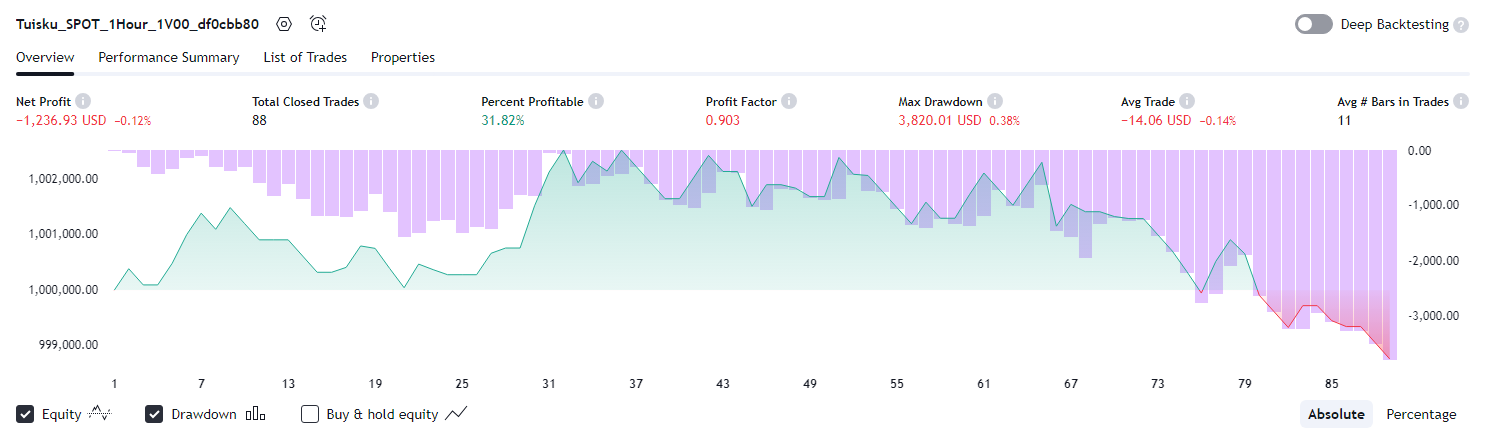 Tuisku_SPOT_1Hour_1V00_df0cbb80 Deep Backtesting ?
Overview Performance Summary List of Trades Properties
Net Profit i Total Closed Trades i Percent Profitable i Profit Factor i Max Drawdown i Avg Trade i Avg # Bars in Trades i
−1,236.93 USD −0.12% 88 31.82% 0.903 3,820.01 USD 0.38% −14.06 USD −0.14% 11
0.00
1,002,000.00
-1,000.00
1,001,000.00
-2,000.00
1,000,000.00
-3,000.00
999,000.00
1 7 13 19 25 31 37 43 49 55 61 67 73 79 85
Equity Drawdown Buy & hold equity Absolute Percentage